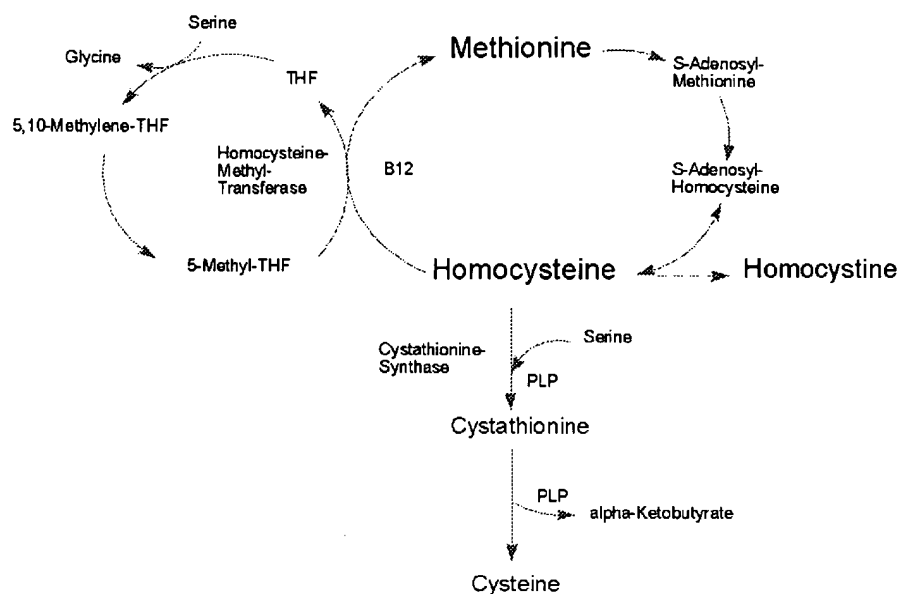 Serine
Glycine
Methionine
THF
S-Adenosyl-
Methionine
5,10-Methylene-THF
Homocysteine-
Methyl-
Transferase
B12
S-Adenosyl-
Homocysteine
5-Methyl-THF
Homocysteine
Homocystine
Cystathionine-
Synthase
Serine
PLP
Cystathionine
PLP
alpha-Ketobutyrate
Cysteine